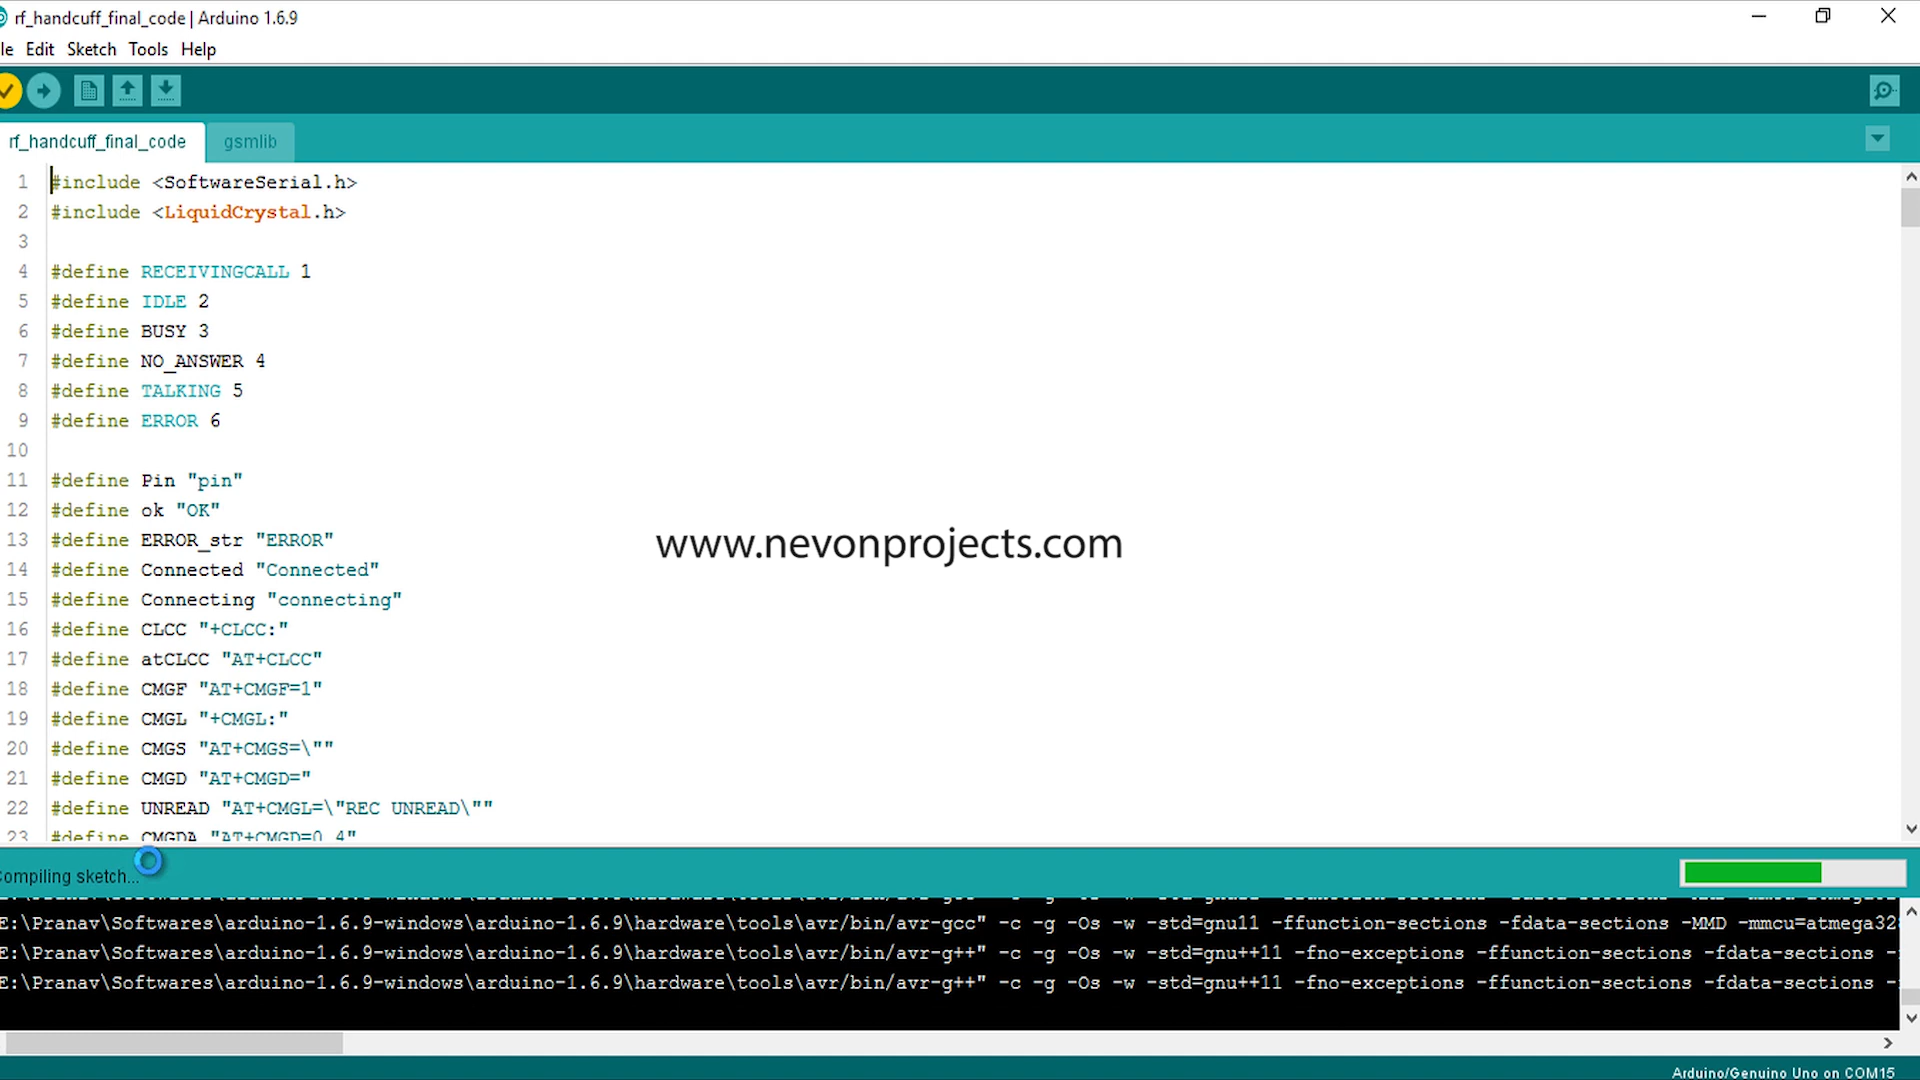 rf_handcuff_final_code | Arduino 1.6.9
le Edit Sketch Tools Help
rf_handcuff_final_code gsmlib
1 #include <SoftwareSerial.h>
2 #include <LiquidCrystal.h>
3
4 #define RECEIVINGCALL 1
5 #define IDLE 2
6 #define BUSY 3
7 #define NO_ANSWER 4
8 #define TALKING 5
9 #define ERROR 6
10
11 #define Pin "pin"
12 #define ok "OK"
13 #define ERROR_str "ERROR"
www.nevonprojects.com
14 #define Connected "Connected"
15 #define Connecting "connecting"
16 #define CLCC "+CLCC:"
17 #define atCLCC "AT+CLCC"
18 #define CMGF "AT+CMGF=1"
19 #define CMGL "+CMGL:"
20 #define CMGS "AT+CMGS=\""
21 #define CMGD "AT+CMGD="
22 #define UNREAD "AT+CMGL=\"REC UNREAD\""
23 #define CMGDA "AT+CMGD=0 4"
ompiling sketch...
E:\Pranav\Softwares\arduino-1.6.9-windows\arduino-1.6.9\hardware\tools\avr/bin/avr-gcc" -c -g -Os -w -std=gnu11 -ffunction-sections -fdata-sections -MMD -mmcu=atmega328
E:\Pranav\Softwares\arduino-1.6.9-windows\arduino-1.6.9\hardware\tools\avr/bin/avr-g++" -c -g -Os -w -std=gnu++11 -fno-exceptions -ffunction-sections -fdata-sections -
E:\Pranav\Softwares\arduino-1.6.9-windows\arduino-1.6.9\hardware\tools\avr/bin/avr-g++" -c -g -Os -w -std=gnu++11 -fno-exceptions -ffunction-sections -fdata-sections -
Arduino/Genuino Uno on COM15